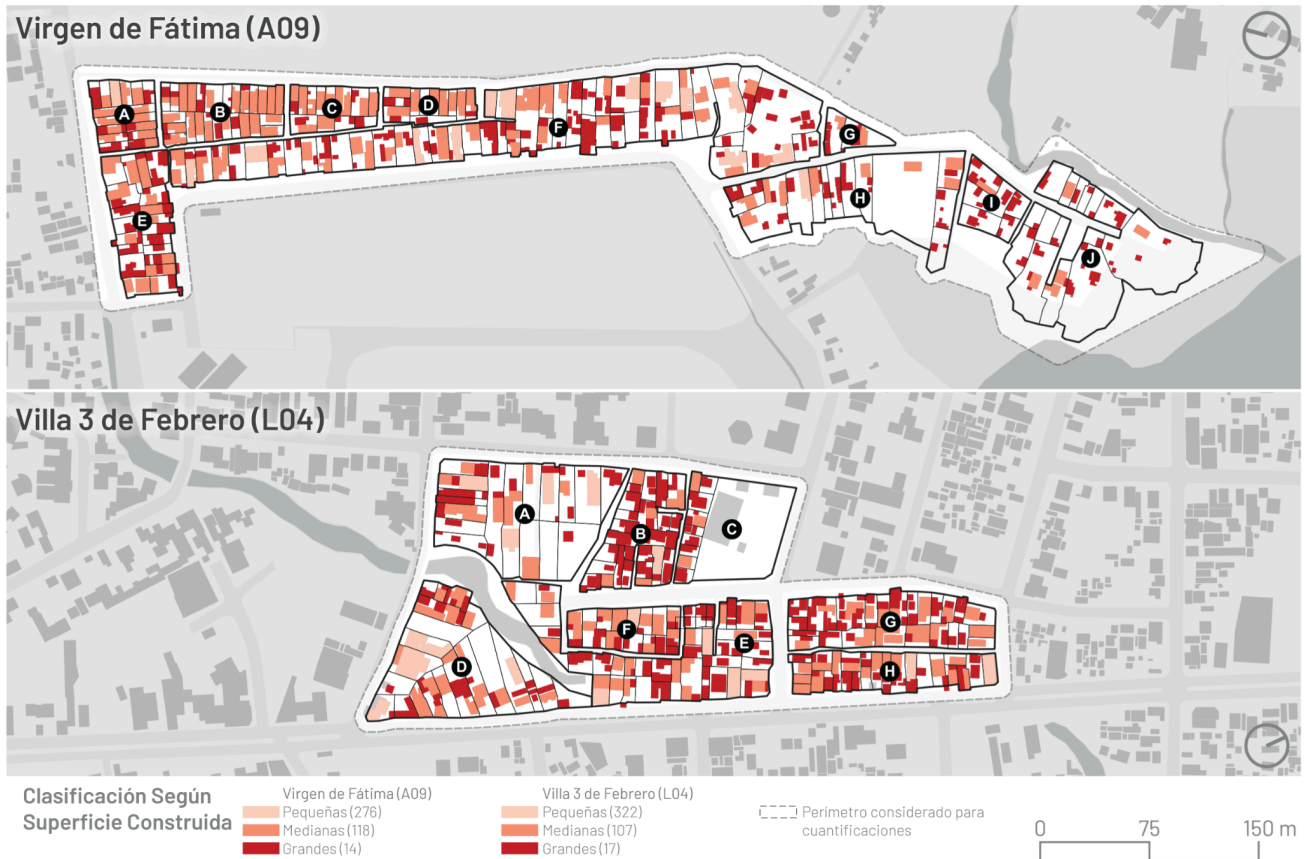 Virgen de Fátima (A09)
A
B
C
D
E
F
G
H
I
J
Villa 3 de Febrero (L04)
A
B
C
D
E
F
G
H
Clasificación Según
Superficie Construida
Virgen de Fátima (A09)
Pequeñas (276)
Medianas (118)
Grandes (14)
Villa 3 de Febrero (L04)
Pequeñas (322)
Medianas (107)
Grandes (17)
Perímetro considerado para
cuantificaciones
0 75 150 m